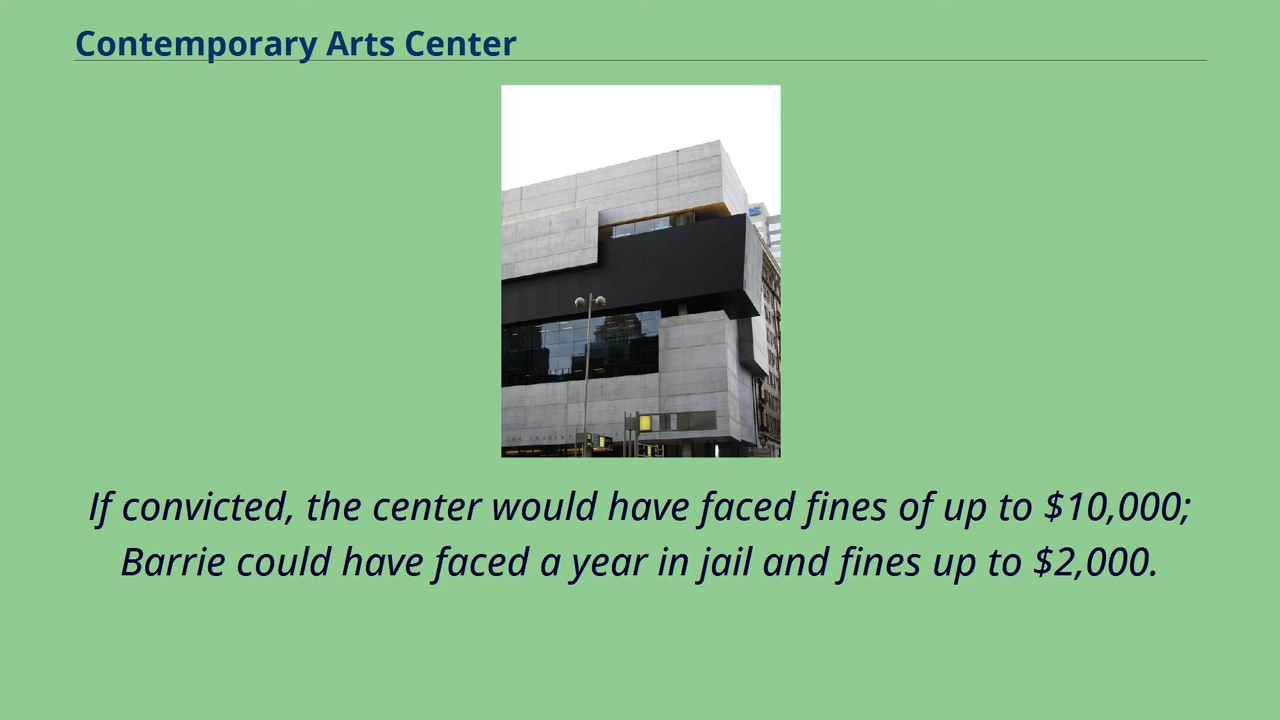 Contemporary Arts Center
If convicted, the center would have faced fines of up to $10,000;
Barrie could have faced a year in jail and fines up to $2,000.